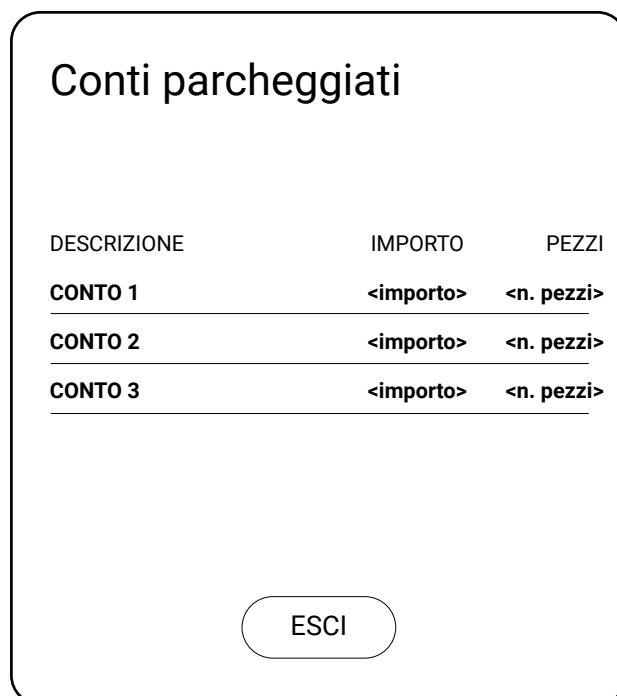 Conti parcheggiati
DESCRIZIONE IMPORTO PEZZI
CONTO 1 <importo> <n. pezzi>
CONTO 2 <importo> <n. pezzi>
CONTO 3 <importo> <n. pezzi>
ESCI